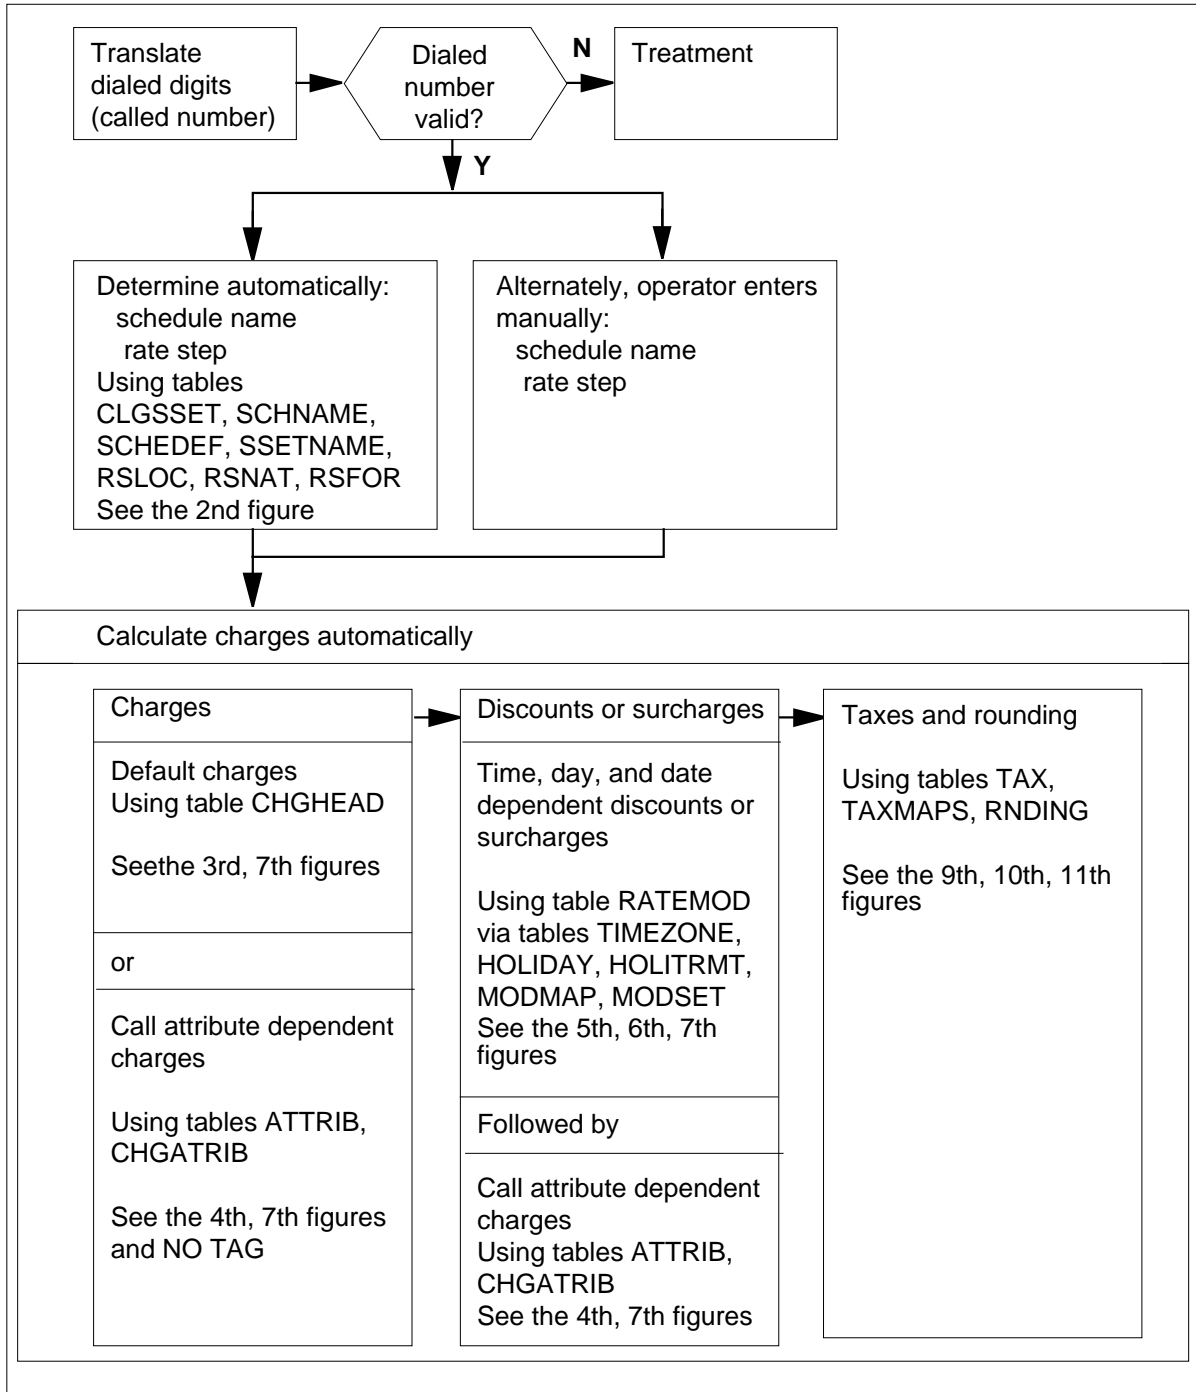 Translate
dialed digits
(called number)
Dialed
number
valid?
N
Treatment
Y
Determine automatically:
schedule name
rate step
Using tables
CLGSSET, SCHNAME,
SCHEDEF, SSETNAME,
RSLOC, RSNAT, RSFOR
See the 2nd figure
Alternately, operator enters
manually:
schedule name
rate step
Calculate charges automatically
Charges
Default charges
Using table CHGHEAD
Seethe 3rd, 7th figures
or
Call attribute dependent
charges
Using tables ATTRIB,
CHGATRIB
See the 4th, 7th figures
and NO TAG
Discounts or surcharges
Time, day, and date
dependent discounts or
surcharges
Using table RATEMOD
via tables TIMEZONE,
HOLIDAY, HOLITRMT,
MODMAP, MODSET
See the 5th, 6th, 7th
figures
Followed by
Call attribute dependent
charges
Using tables ATTRIB,
CHGATRIB
See the 4th, 7th figures
Taxes and rounding
Using tables TAX,
TAXMAPS, RNDING
See the 9th, 10th, 11th
figures